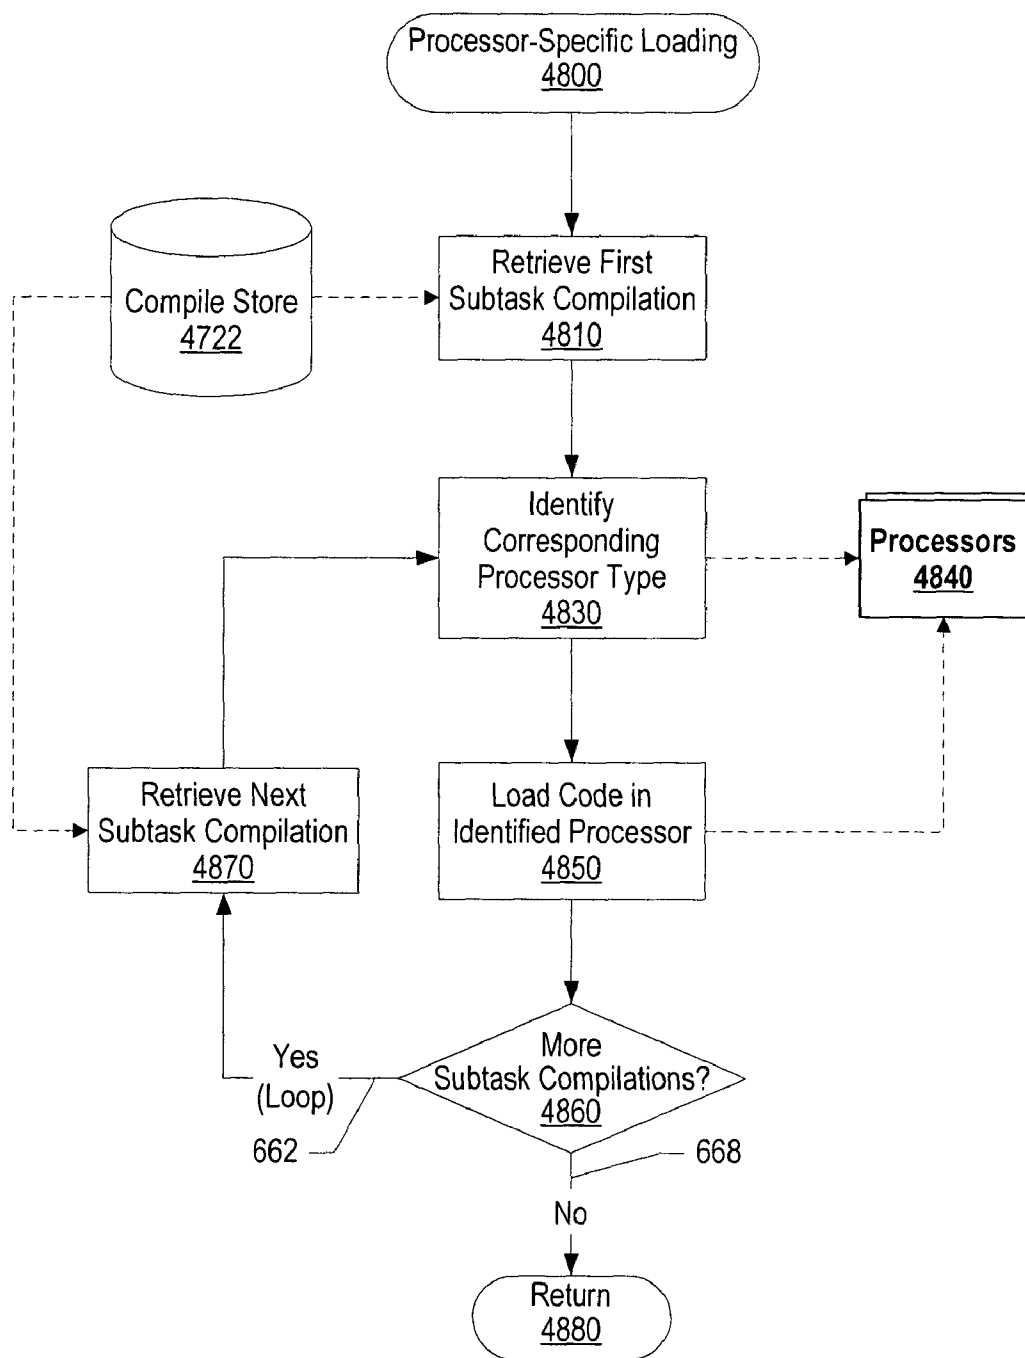 Processor-Specific Loading
4800
Retrieve First
Subtask Compilation
4810
Compile Store
4722
Identify
Corresponding
Processor Type
4830
Processors
4840
Retrieve Next
Subtask Compilation
4870
Load Code in
Identified Processor
4850
More
Subtask Compilations?
4860
Yes
(Loop)
662
668
No
Return
4880